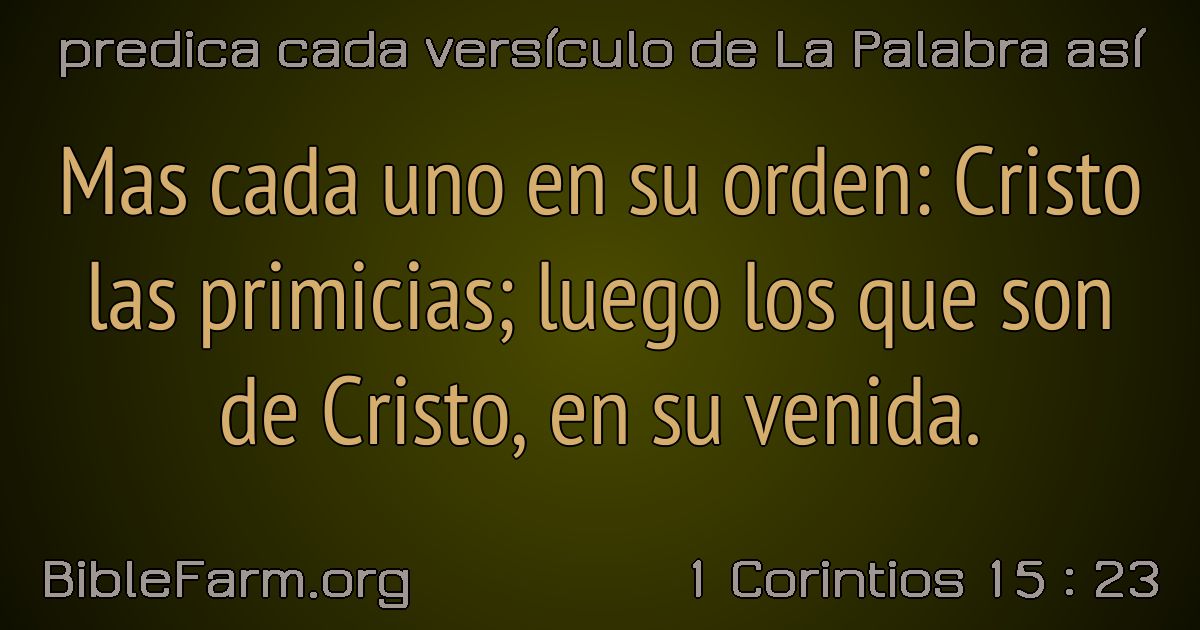 predica cada versículo de La Palabra así
Mas cada uno en su orden: Cristo
las primicias; luego los que son
de Cristo, en su venida.
BibleFarm.org
1 Corintios 15 : 23